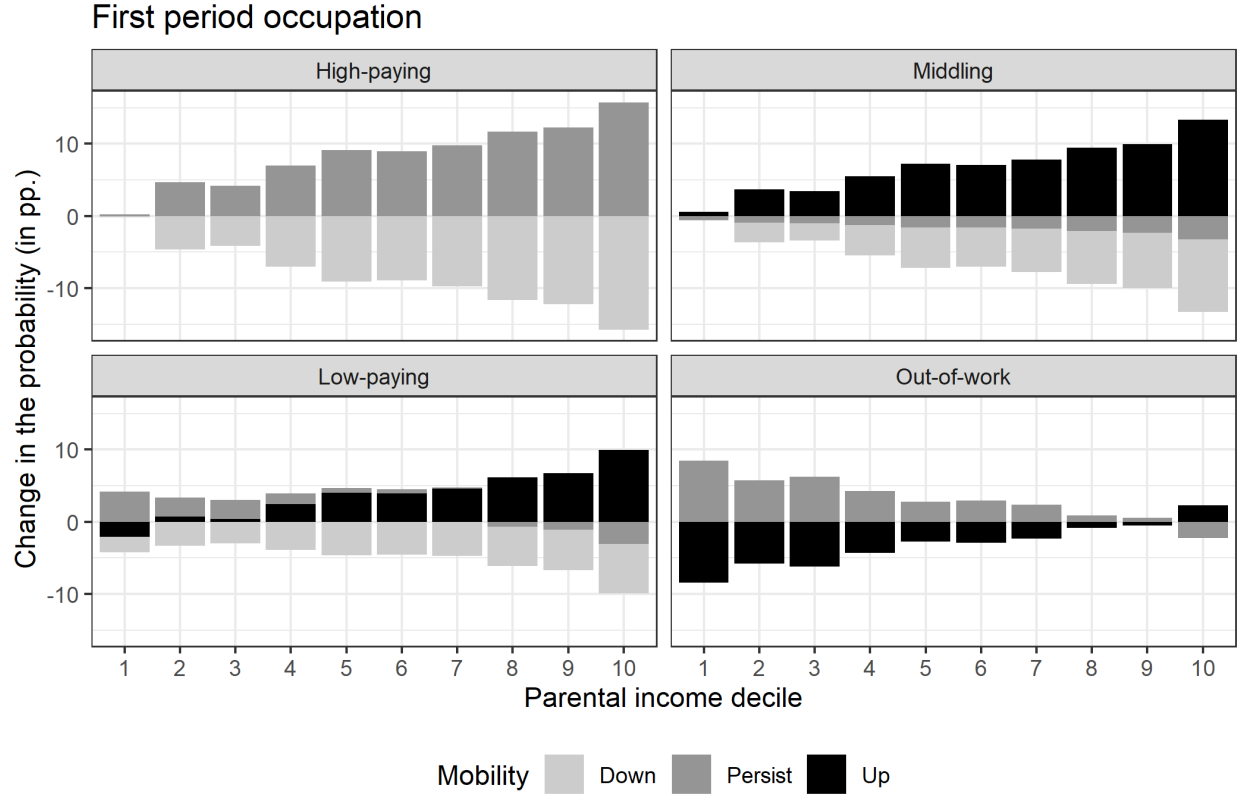 First period occupation
High-paying
Middling
10
0
-10
Low-paying
Out-of-work
10
0
-10
Change in the probability (in pp.)
1 2 3 4 5 6 7 8 9 10
1 2 3 4 5 6 7 8 9 10
Parental income decile
Mobility Down Persist Up